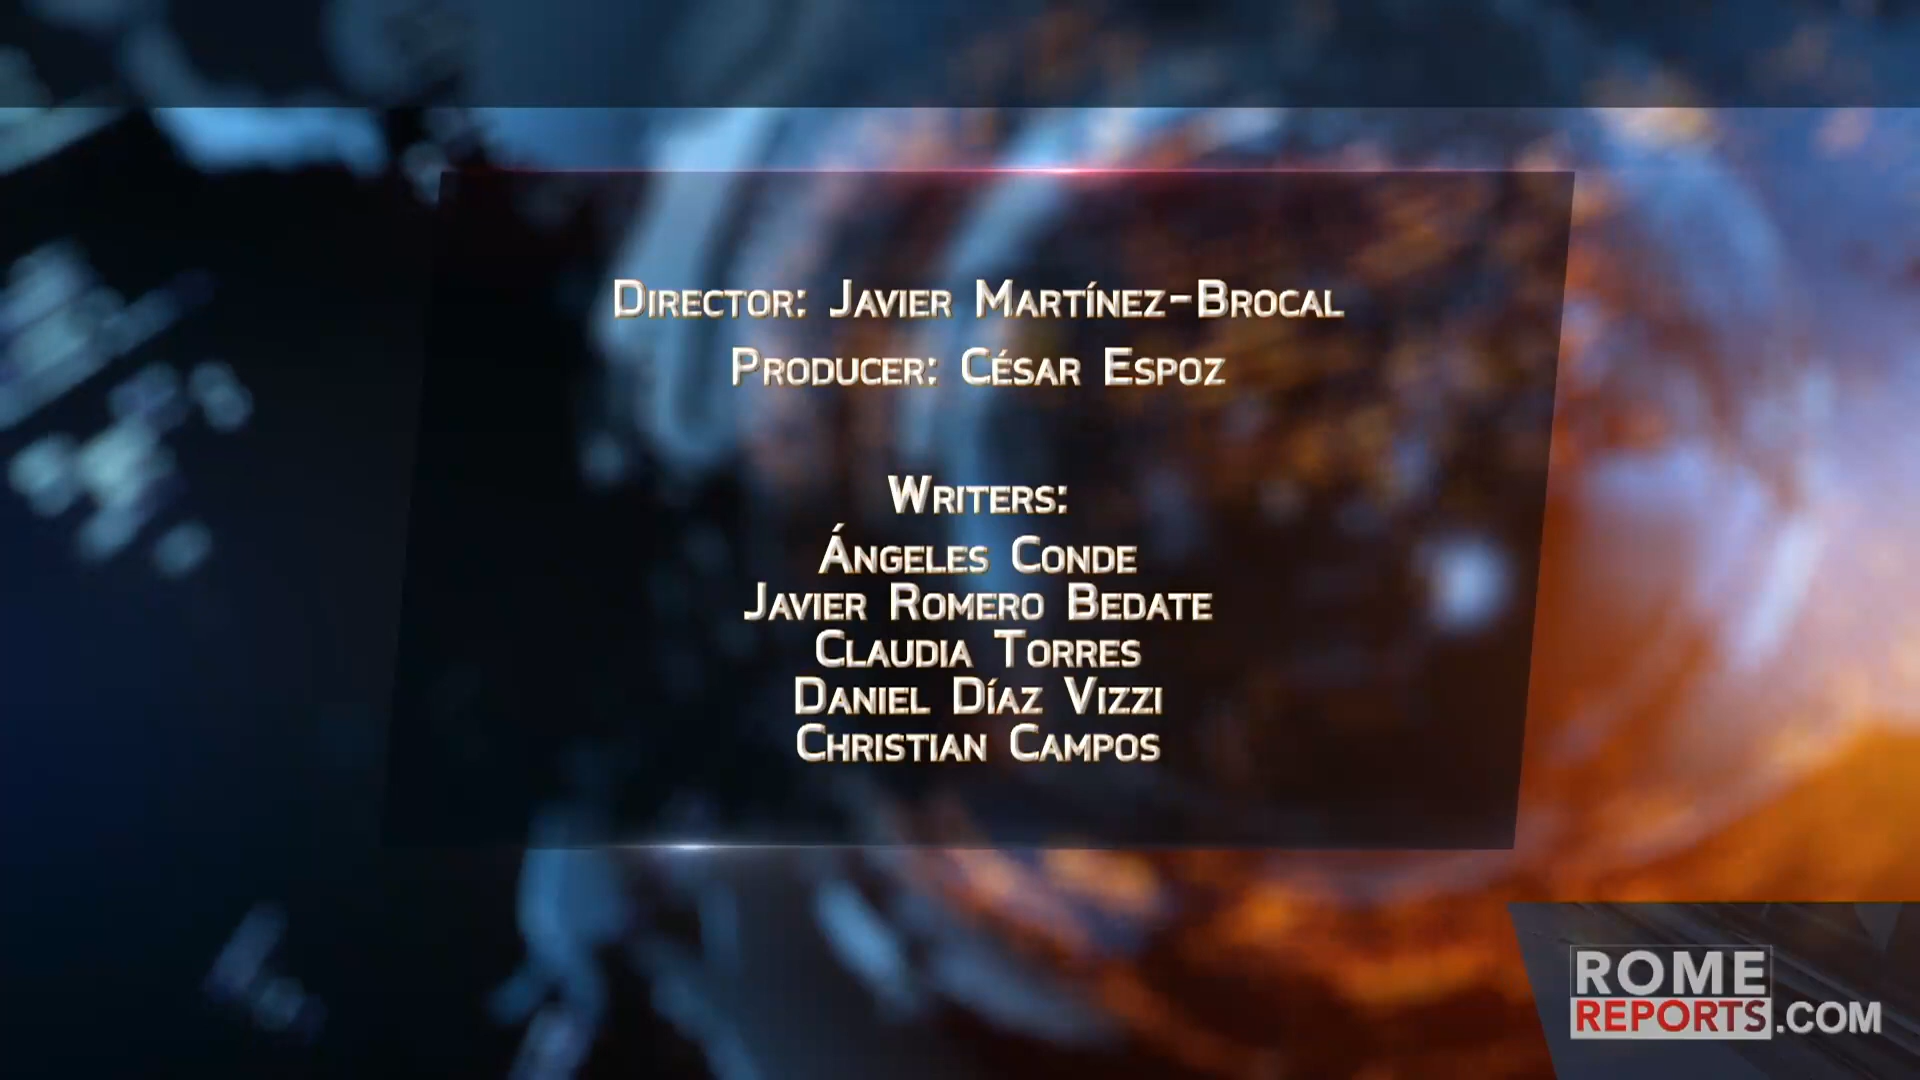 Director: Javier Martínez-Brocal
Producer: César Espoz
Writers:
Ángeles Conde
Javier Romero Bedate
Claudia Torres
Daniel Díaz Vizzi
Christian Campos
ROME
REPORTS.COM